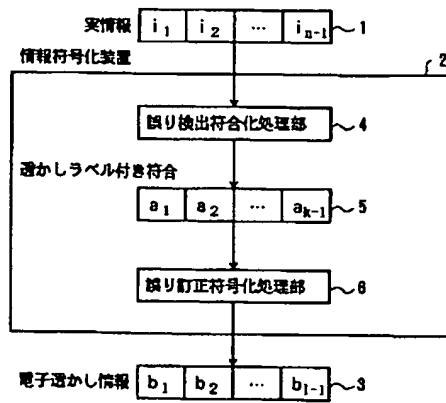 実情報 i₁ i₂ … iₙ₋₁ 1
情報符号化装置 2
誤り検出符合化処理部 4
透かしラベル付き符合
a₁ a₂ … aₖ₋₁ 5
誤り訂正符号化処理部 6
電子透かし情報 b₁ b₂ … bₗ₋₁ 3